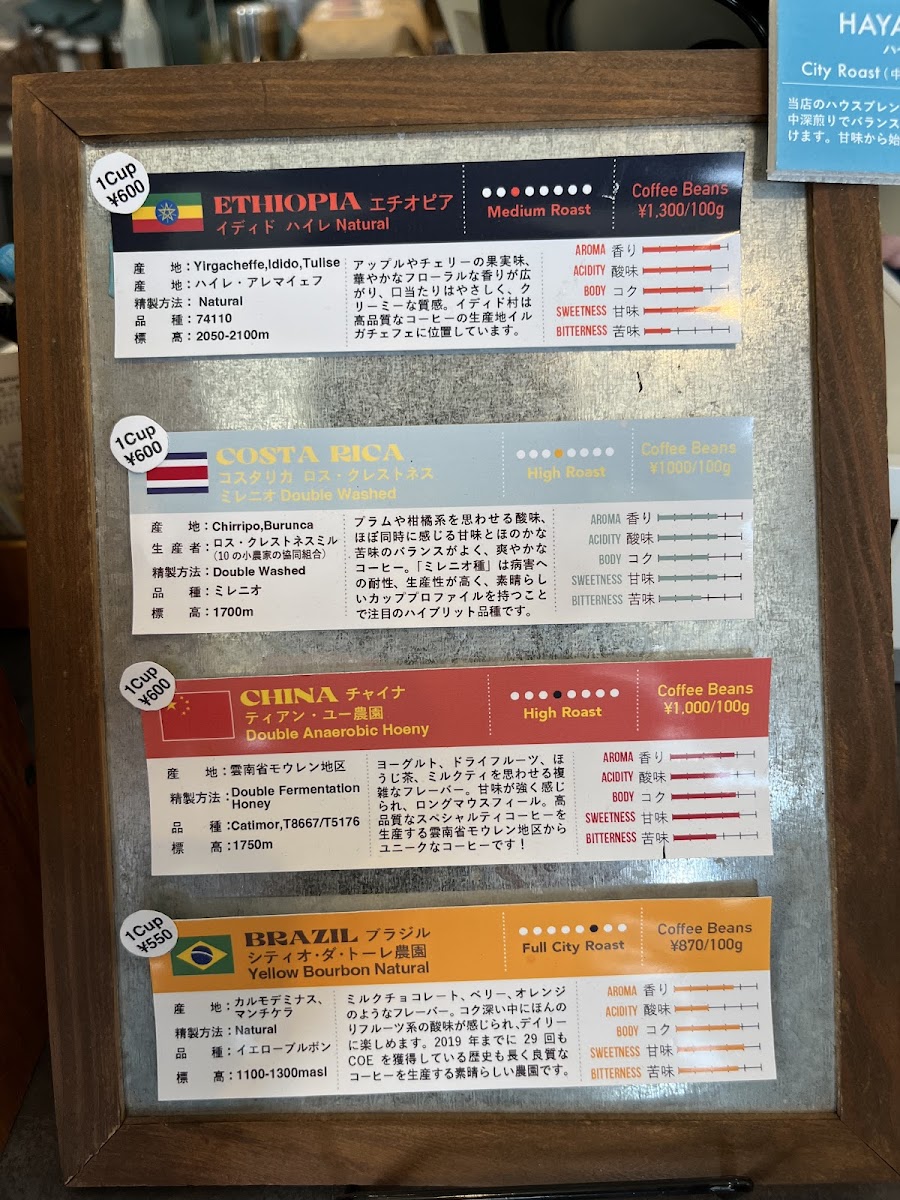 HAYA
ハイ
City Roast(中
当店のハウスブレン
中深煎りでバランス
けます。甘味から始
1Cup
¥600
ETHIOPIA エチオピア
イディド ハイレ Natural
Medium Roast
Coffee Beans
¥1,300/100g
産 地:Yirgacheffe,Idido,Tulise
産 地:ハイレ・アレマイェフ
精製方法: Natural
品 種:74110
標 高:2050-2100m
アップルやチェリーの果実味、
華やかなフローラルな香りが広
がり、口当たりはやさしく、ク
リーミーな質感。イディド村は
高品質なコーヒーの生産地イル
ガチェフェに位置しています。
AROMA 香り
ACIDITY 酸味
BODY コク
SWEETNESS 甘味
BITTERNESS 苦味
1Cup
¥600
COSTA RICA
コスタリカ ロス・クレストネス
ミレニオ Double Washed
High Roast
Coffee Beans
¥1000/100g
産 地:Chirripo,Burunca
生 産 者:ロス・クレストネスミル
(10 の小農家の協同組合)
精製方法:Double Washed
品 種:ミレニオ
標 高:1700m
プラムや柑橘系を思わせる酸味、
ほぼ同時に感じる甘味とほのかな
苦味のバランスがよく、爽やかな
コーヒー。「ミレニオ種」は病害へ
の耐性、生産性が高く、素晴らし
いカッププロファイルを持つこと
で注目のハイブリット品種です。
AROMA 香り
ACIDITY 酸味
BODY コク
SWEETNESS 甘味
BITTERNESS 苦味
1Cup
¥600
CHINA チャイナ
ティアン・ユー農園
Double Anaerobic Hoeny
High Roast
Coffee Beans
¥1,000/100g
産 地:雲南省モウレン地区
精製方法:Double Fermentation
Honey
品 種:Catimor,T8667/T5176
標 高:1750m
ヨーグルト、ドライフルーツ、ほ
うじ茶、ミルクティを思わせる複
雑なフレーバー。甘味が強く感じ
られ、ロングマウスフィール。高
品質なスペシャルティコーヒーを
生産する雲南省モウレン地区から
ユニークなコーヒーです！
AROMA 香り
ACIDITY 酸味
BODY コク
SWEETNESS 甘味
BITTERNESS 苦味
1Cup
¥550
BRAZIL ブラジル
シティオ・ダ・トーレ農園
Yellow Bourbon Natural
Full City Roast
Coffee Beans
¥870/100g
産 地:カルモデミナス、
マンチケラ
精製方法:Natural
品 種:イエローブルボン
標 高:1100-1300masl
ミルクチョコレート、ベリー、オレンジ
のようなフレーバー。コク深い中にほんの
りフルーツ系の酸味が感じられ、デイリー
に楽しめます。2019 年までに 29 回も
COE を獲得している歴史も長く良質な
コーヒーを生産する素晴らしい農園です。
AROMA 香り
ACIDITY 酸味
BODY コク
SWEETNESS 甘味
BITTERNESS 苦味